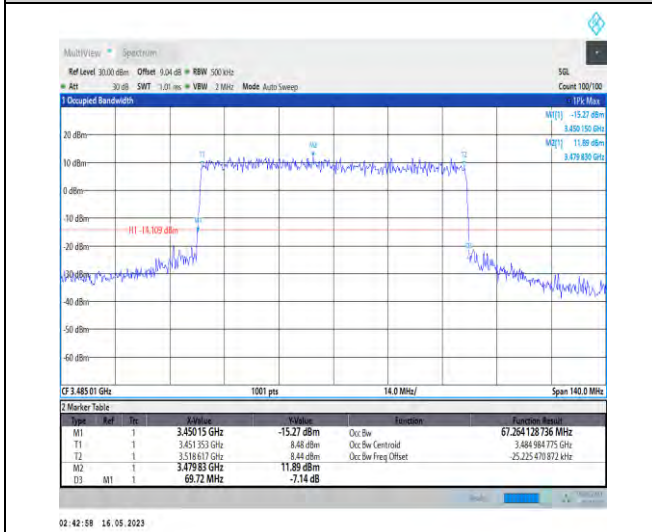 MultiView Spectrum
Ref Level 30.00 dBm Offset 9.04 dB RBW 500 kHz SGL
Att 30 dB SWT 1.01 ms VBW 2 MHz Mode Auto Sweep Count 100/100
1 Occupied Bandwidth 1Pk Max
M1[1] -15.27 dBm
3.450 150 GHz
M2[1] 11.89 dBm
3.479 830 GHz
20 dBm
M2
T1
T2
10 dBm
0 dBm
-10 dBm
M1
H1 -14.109 dBm
D3
-30 dBm
-40 dBm
-50 dBm
-60 dBm
CF 3.485 01 GHz 1001 pts 14.0 MHz/ Span 140.0 MHz
2 Marker Table
Type Ref Trc X-Value Y-Value Function Function Result
M1 1 3.45015 GHz -15.27 dBm Occ Bw 67.264 128 736 MHz
T1 1 3.451 353 GHz 8.48 dBm Occ Bw Centroid 3.484 984 775 GHz
T2 1 3.518 617 GHz 8.44 dBm Occ Bw Freq Offset -25.225 470 872 kHz
M2 1 3.479 83 GHz 11.89 dBm
D3 M1 1 69.72 MHz -7.14 dB
02:42:58 16.05.2023